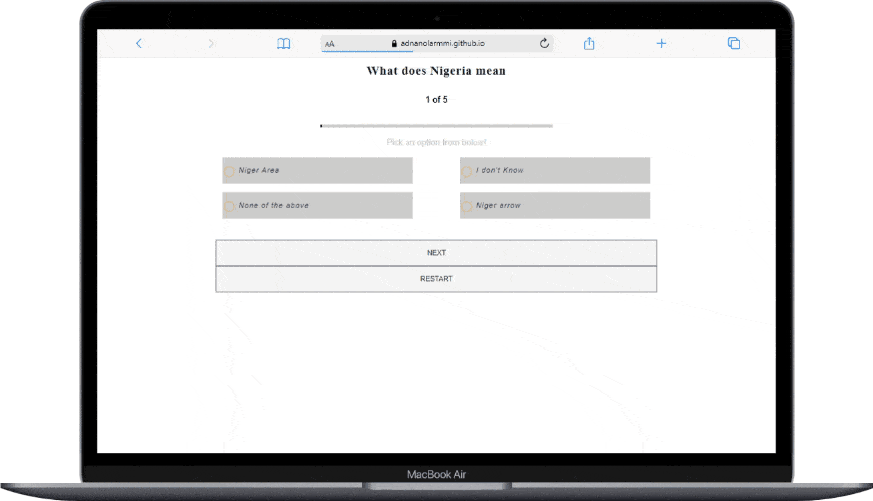 AA adnanolarmmi.github.io
What does Nigeria mean
1 of 5
Pick an option from below!
Niger Area I don't Know
None of the above Niger arrow
NEXT
RESTART
MacBook Air